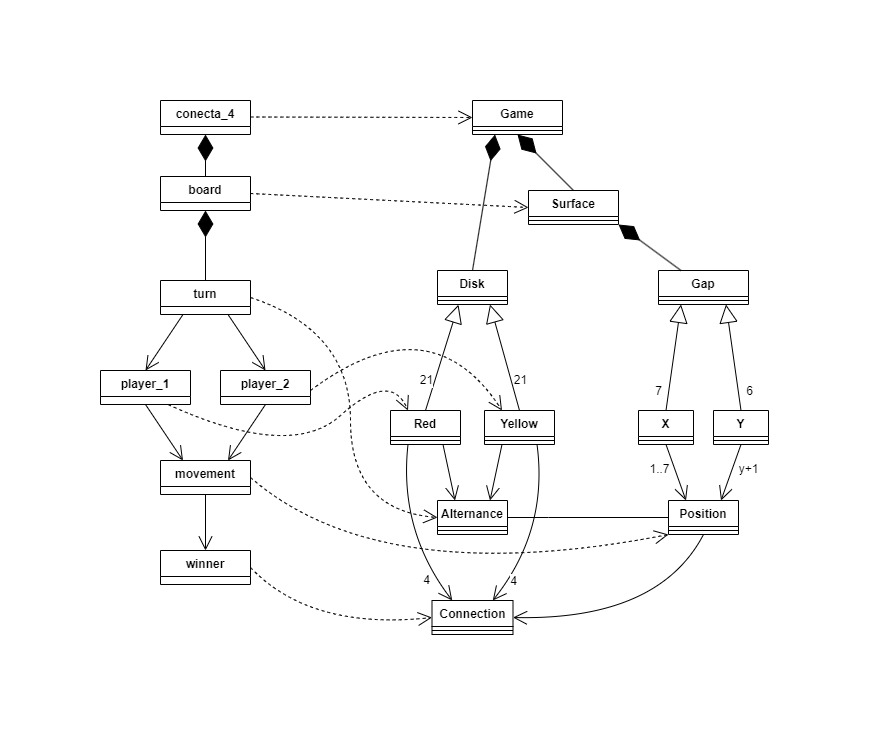 conecta_4
Game
board
Surface
turn
Disk
Gap
player_1
player_2
21
21
7
6
Red
Yellow
X
Y
movement
1..7
y+1
Alternance
Position
winner
4
4
Connection